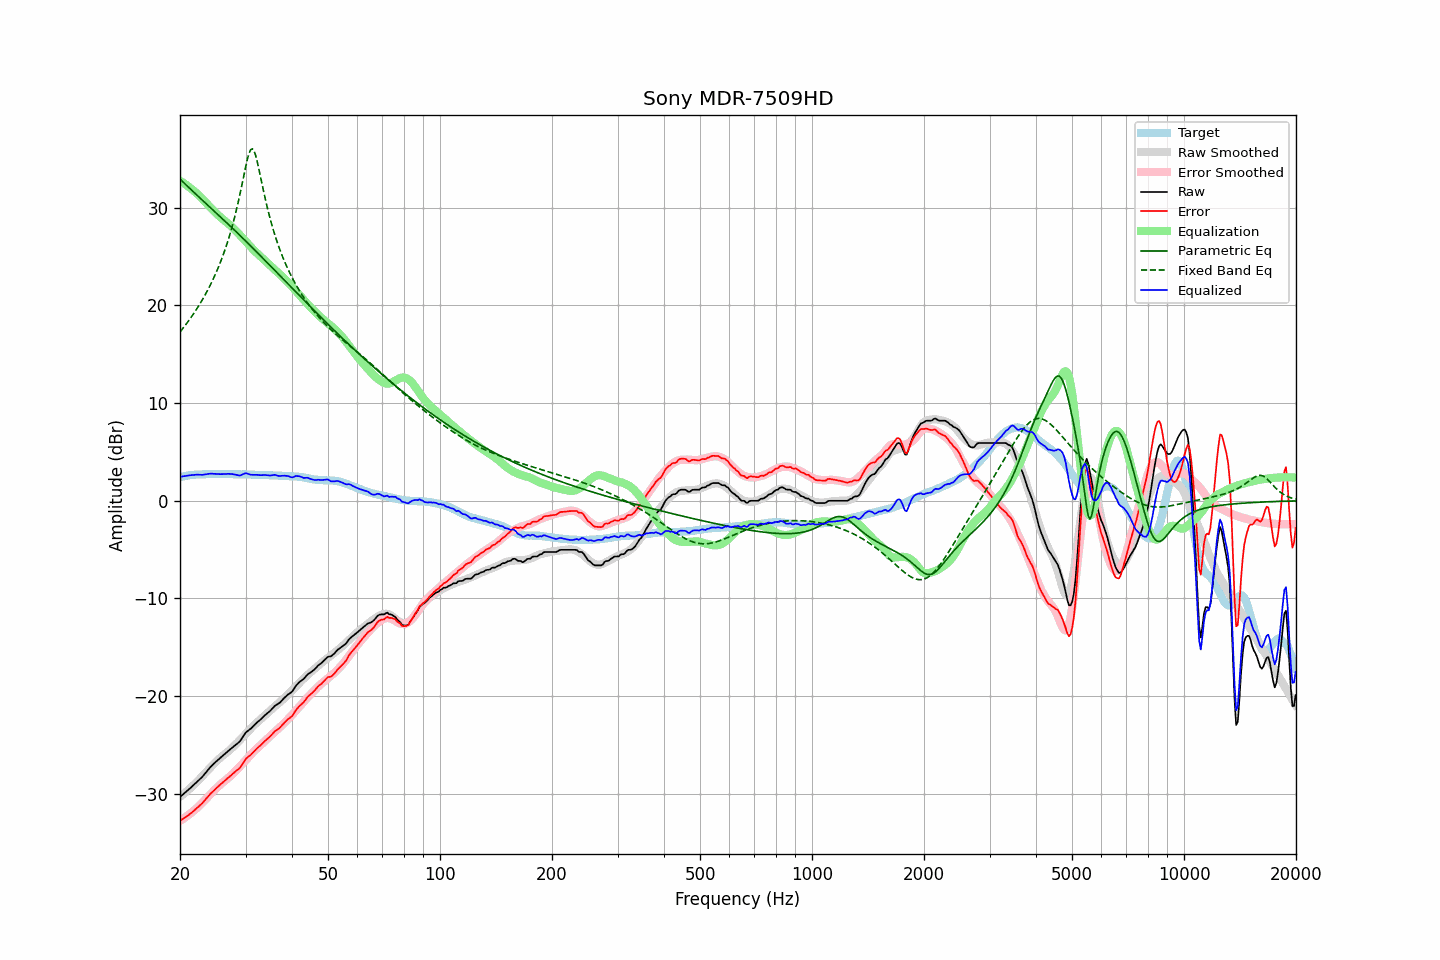 Sony MDR-7509HD
Target
Raw Smoothed
Error Smoothed
Raw
Error
Equalization
Parametric Eq
Fixed Band Eq
Equalized
Amplitude (dBr)
30
20
10
0
−10
−20
−30
20
50
100
200
500
1000
2000
5000
10000
20000
Frequency (Hz)